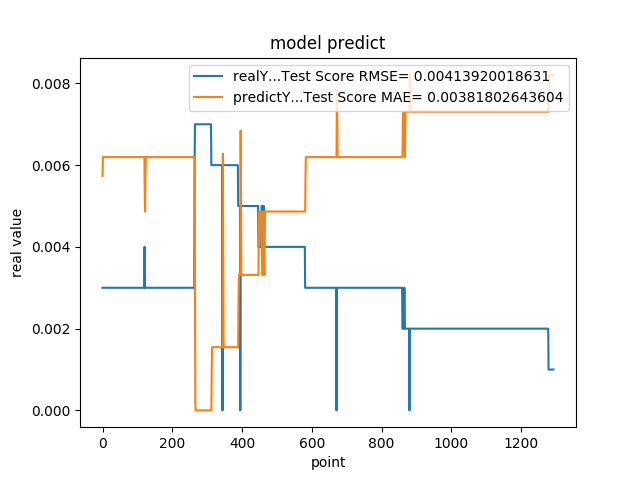 model predict
realY...Test Score RMSE= 0.00413920018631
predictY...Test Score MAE= 0.00381802643604
0.008
0.006
0.004
0.002
0.000
real value
0 200 400 600 800 1000 1200
point